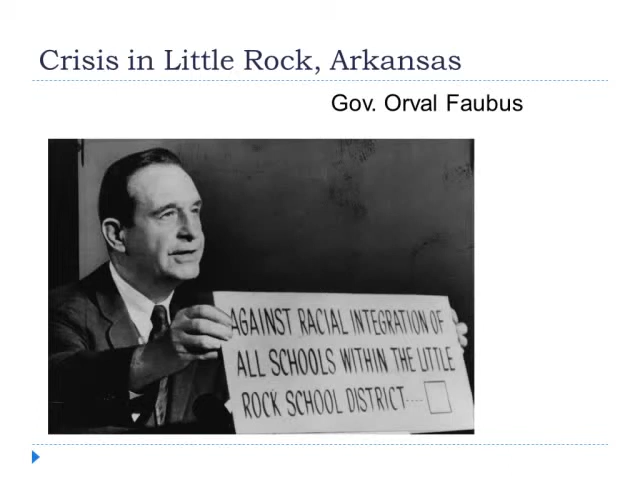 Crisis in Little Rock, Arkansas
Gov. Orval Faubus
AGAINST RACIAL INTEGRATION OF
ALL SCHOOLS WITHIN THE LITTLE
ROCK SCHOOL DISTRICT....